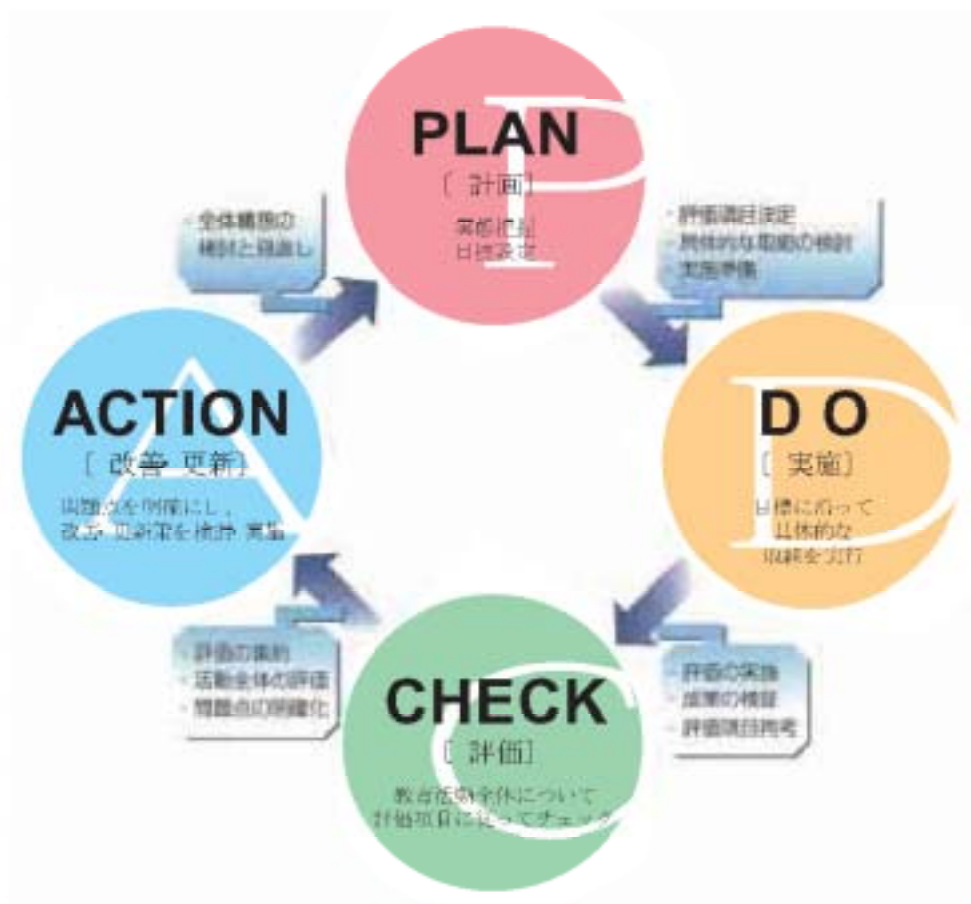 PLAN
[ 計画]
実態把握
目標設定
・評価項目決定
・具体的な取組の検討
・実施準備
D O
[ 実施]
目標に沿って
具体的な
取組を実行
・評価の実施
・成果の検証
・評価項目再考
CHECK
[ 評価]
教育活動全体について
評価項目に従ってチェック
・評価の集約
・活動全体の評価
・問題点の明確化
ACTION
[ 改善・更新]
問題点を明確にし、
改善・更新策を検討・実施
・全体構想の
検討と見直し
P
D
C
A